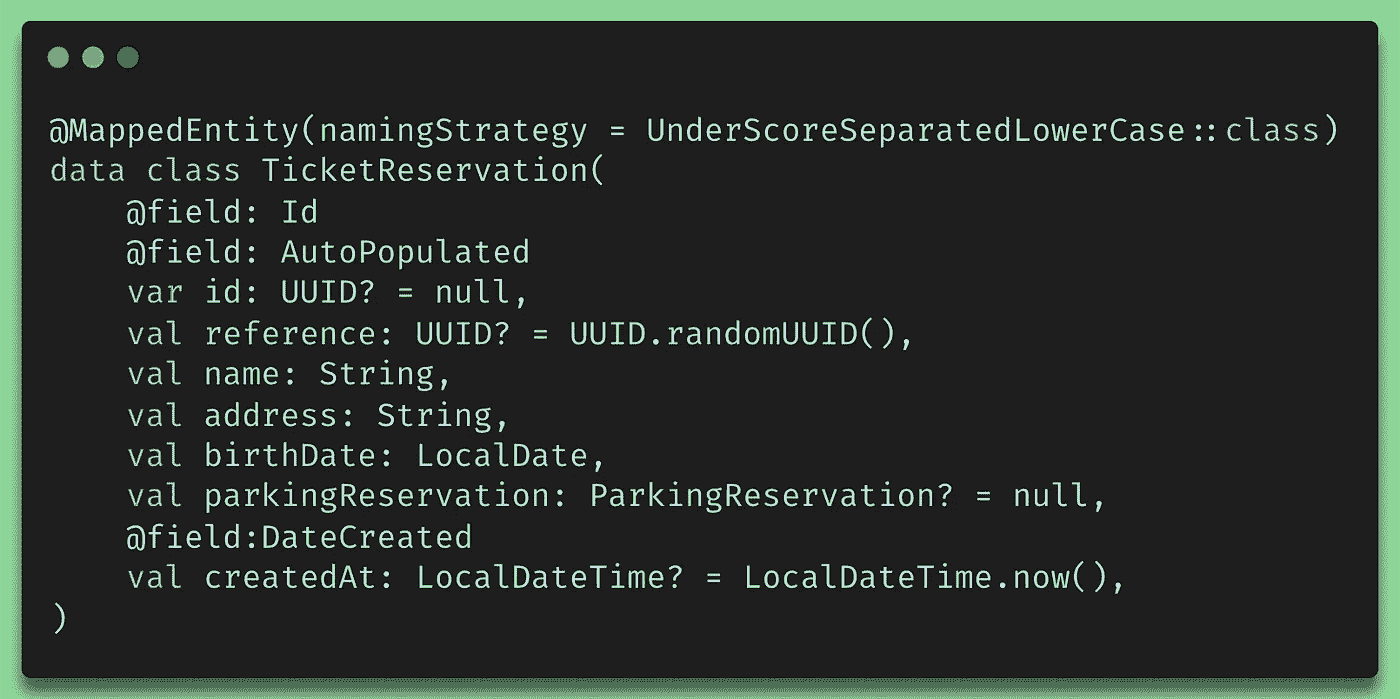 @MappedEntity(namingStrategy = UnderScoreSeparatedLowerCase::class)
data class TicketReservation(
    @field: Id
    @field: AutoPopulated
    var id: UUID? = null,
    val reference: UUID? = UUID.randomUUID(),
    val name: String,
    val address: String,
    val birthDate: LocalDate,
    val parkingReservation: ParkingReservation? = null,
    @field:DateCreated
    val createdAt: LocalDateTime? = LocalDateTime.now(),
)